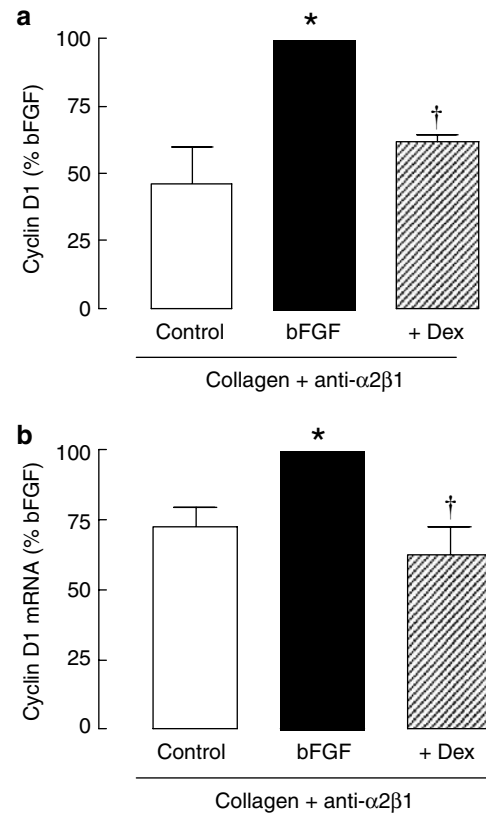 a
Cyclin D1 (% bFGF)
100
75
50
25
0
*
†
Control bFGF + Dex
Collagen + anti-α2β1
b
Cyclin D1 mRNA (% bFGF)
100
75
50
25
0
*
†
Control bFGF + Dex
Collagen + anti-α2β1